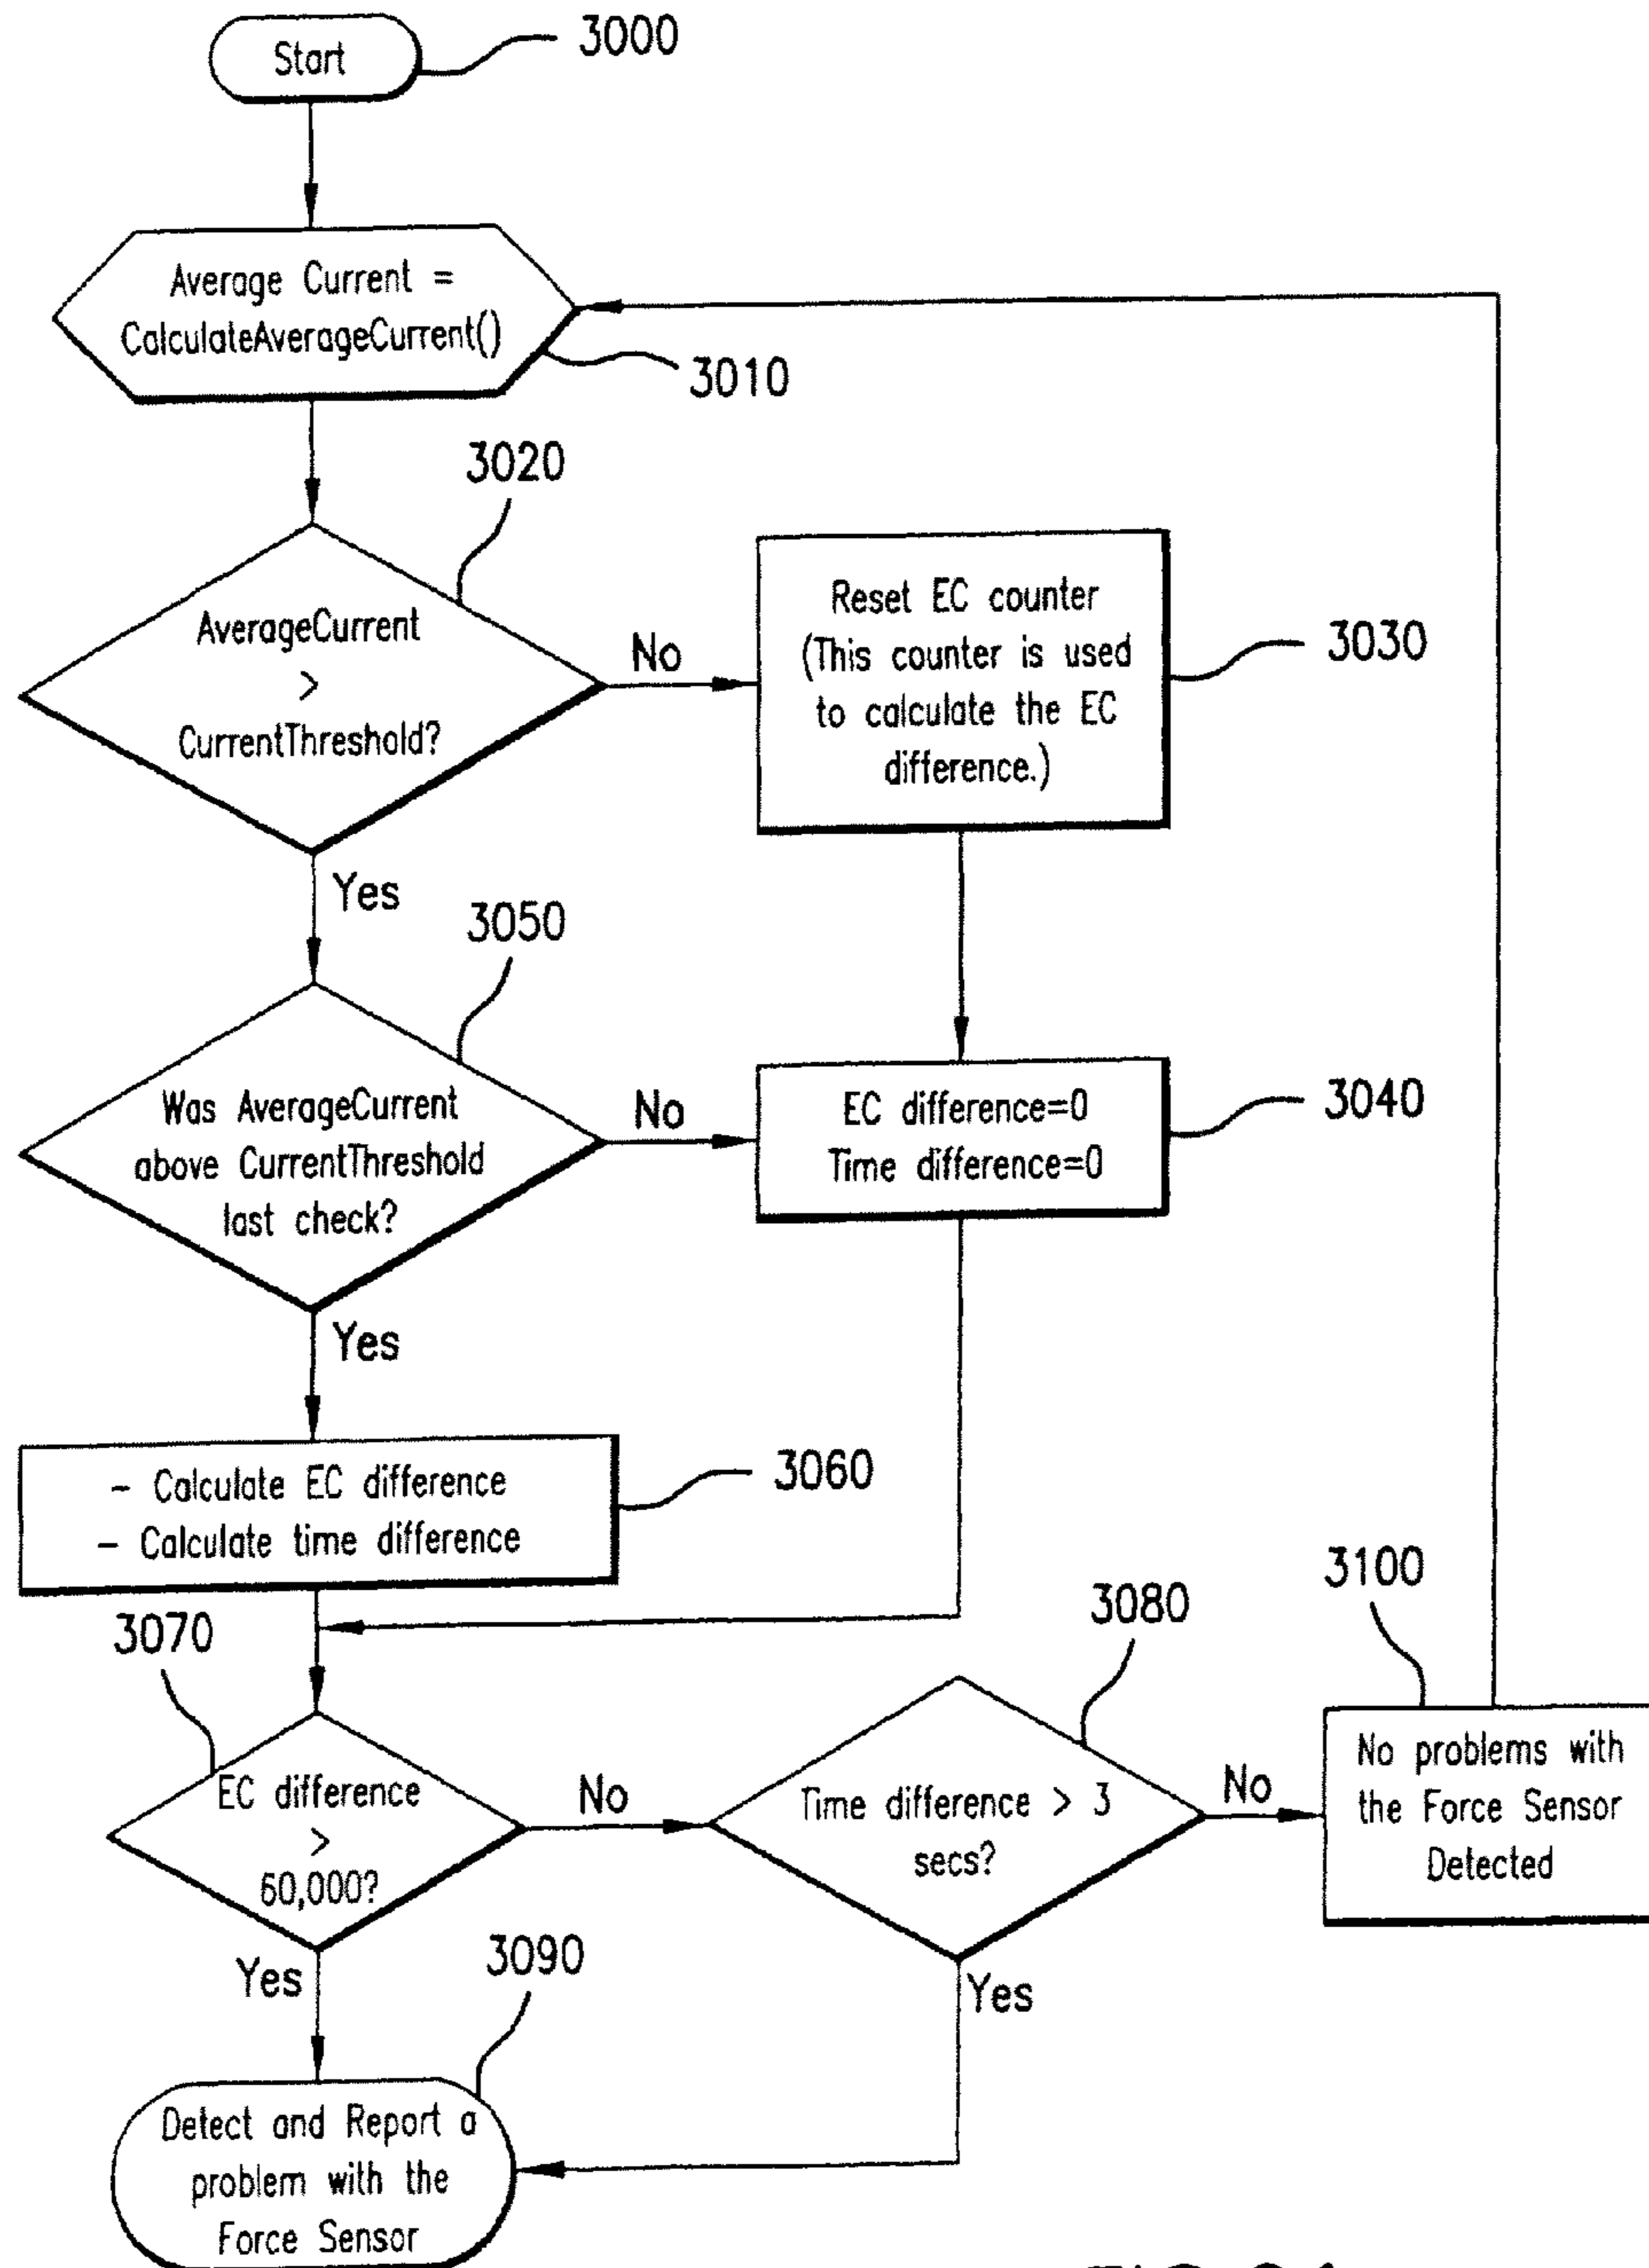 Start
3000
Average Current =
CalculateAverageCurrent()
3010
3020
AverageCurrent
>
CurrentThreshold?
No
Reset EC counter
(This counter is used
to calculate the EC
difference.)
3030
Yes
3050
Was AverageCurrent
above CurrentThreshold
last check?
No
EC difference=0
Time difference=0
3040
Yes
- Calculate EC difference
- Calculate time difference
3060
3070
EC difference
>
60,000?
No
3080
Time difference > 3
secs?
No
3100
No problems with
the Force Sensor
Detected
Yes
3090
Yes
Detect and Report a
problem with the
Force Sensor